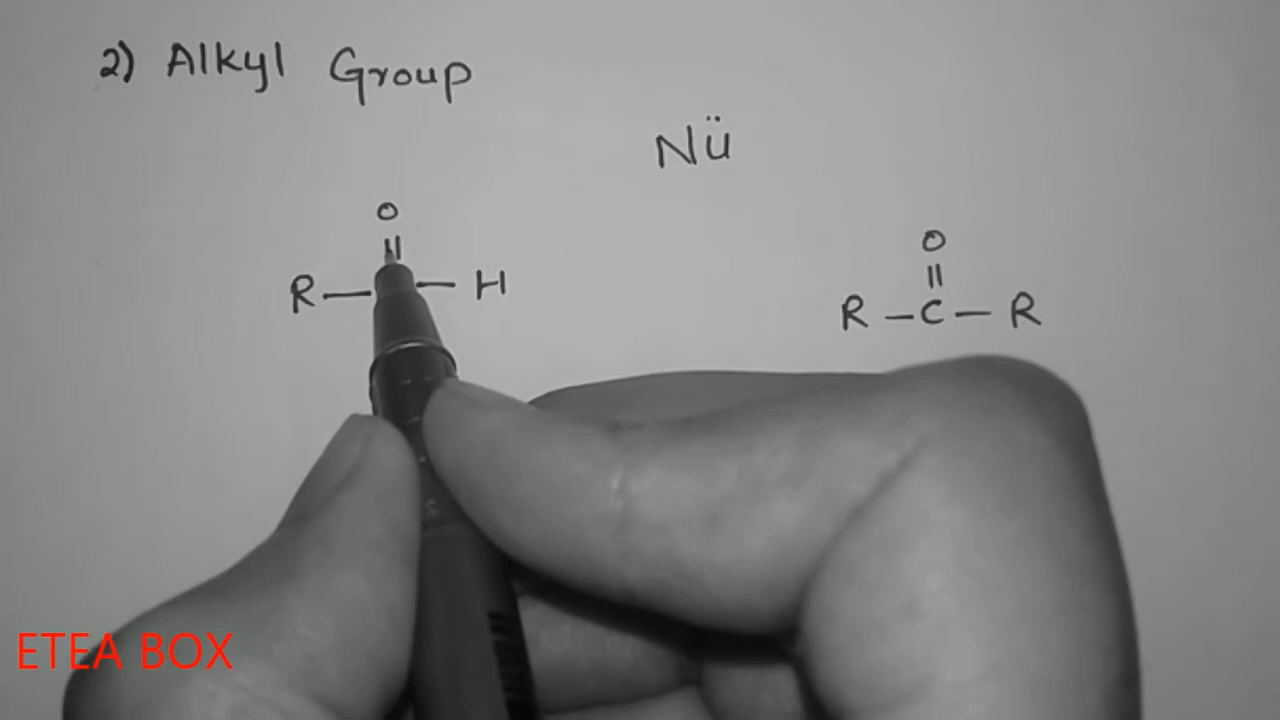 2) Alkyl Group
Nü
O
||
R — — H
O
||
R — C — R
ETEA BOX